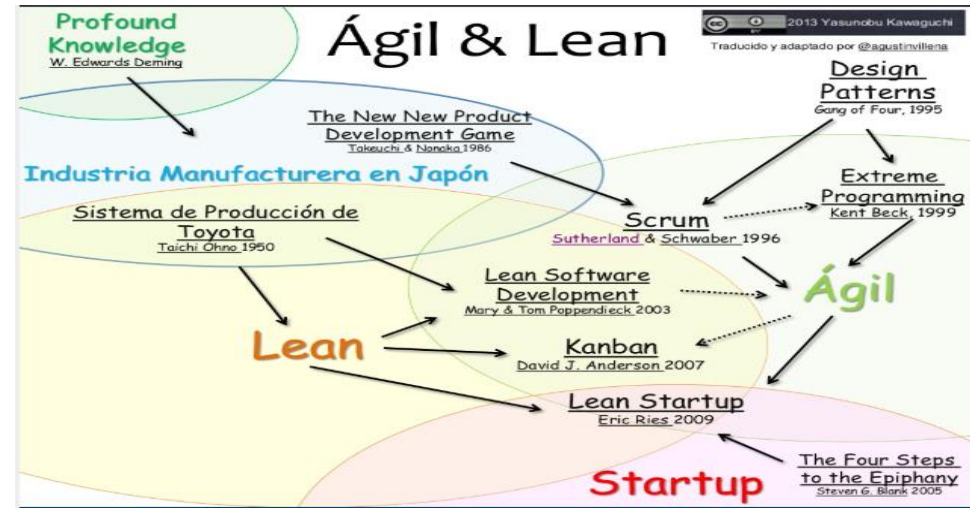 Profound
Knowledge
W. Edwards Deming
Ágil & Lean
cc BY 2013 Yasunobu Kawaguchi
Traducido y adaptado por @agustinvillena
Design
Patterns
Gang of Four, 1995
The New New Product
Development Game
Takeuchi & Nonaka 1986
Industria Manufacturera en Japón
Extreme
Programming
Kent Beck, 1999
Sistema de Producción de
Toyota
Taichi Ohno 1950
Scrum
Sutherland & Schwaber 1996
Lean Software
Development
Mary & Tom Poppendieck 2003
Ágil
Lean
Kanban
David J. Anderson 2007
Lean Startup
Eric Ries 2009
Startup
The Four Steps
to the Epiphany
Steven G. Blank 2005